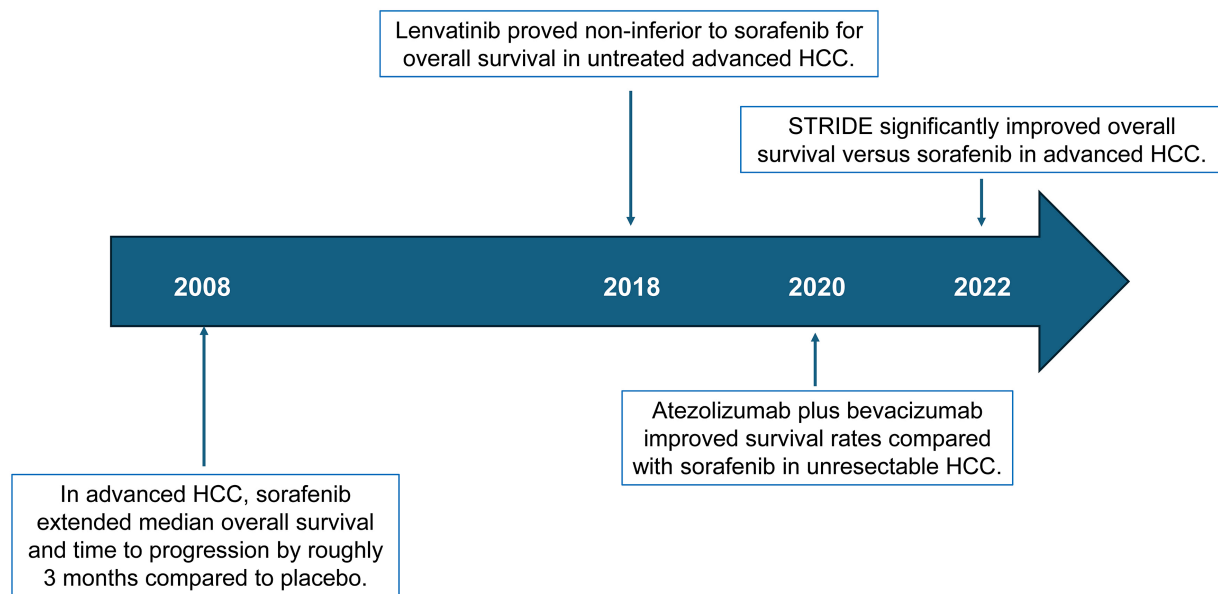 Lenvatinib proved non-inferior to sorafenib for
overall survival in untreated advanced HCC.
STRIDE significantly improved overall
survival versus sorafenib in advanced HCC.
2008
2018
2020
2022
Atezolizumab plus bevacizumab
improved survival rates compared
with sorafenib in unresectable HCC.
In advanced HCC, sorafenib
extended median overall survival
and time to progression by roughly
3 months compared to placebo.